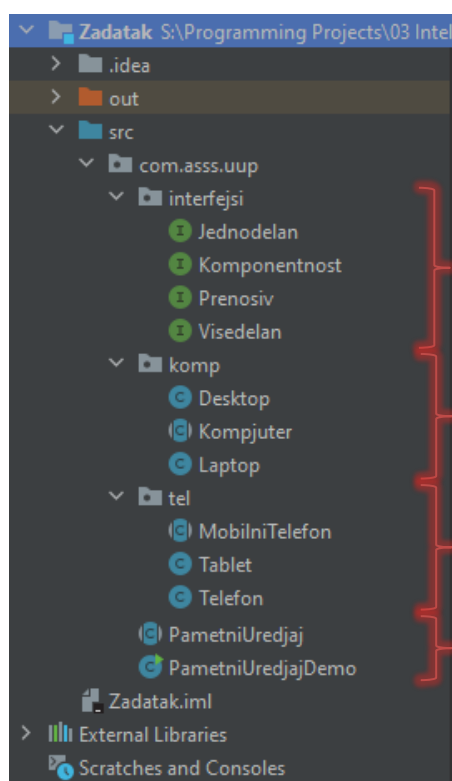 Zadatak S:\Programming Projects\03 Intel
.idea
out
src
com.asss.uup
interfejsi
Jednodelan
Komponentnost
Prenosiv
Visedelan
komp
Desktop
Kompjuter
Laptop
tel
MobilniTelefon
Tablet
Telefon
PametniUredjaj
PametniUredjajDemo
Zadatak.iml
External Libraries
Scratches and Consoles